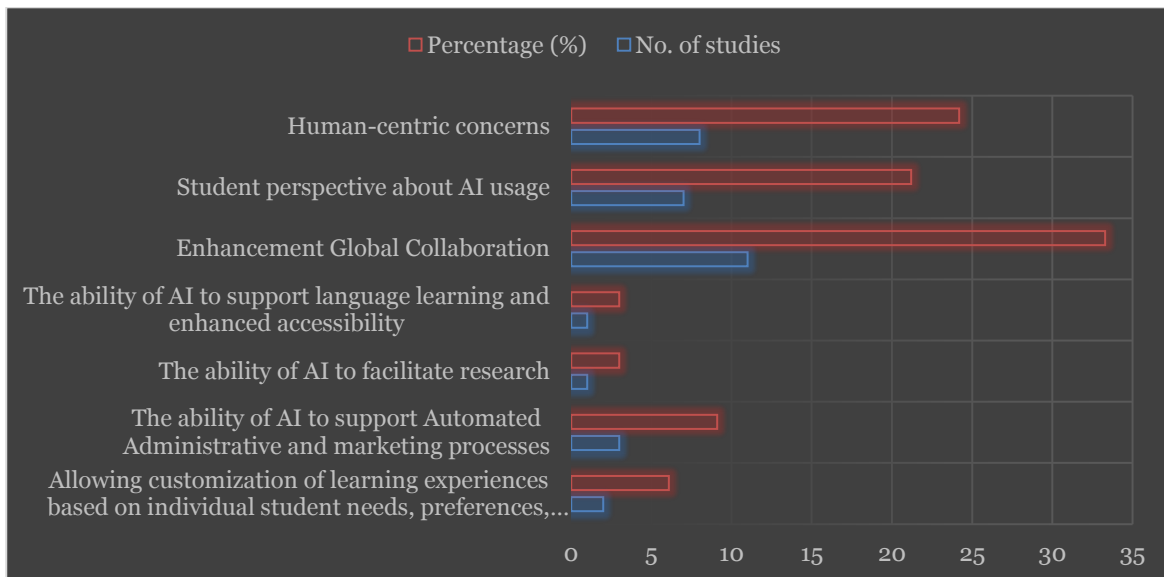 Percentage (%) No. of studies
Human-centric concerns
Student perspective about AI usage
Enhancement Global Collaboration
The ability of AI to support language learning and
enhanced accessibility
The ability of AI to facilitate research
The ability of AI to support Automated
Administrative and marketing processes
Allowing customization of learning experiences
based on individual student needs, preferences,...
0 5 10 15 20 25 30 35